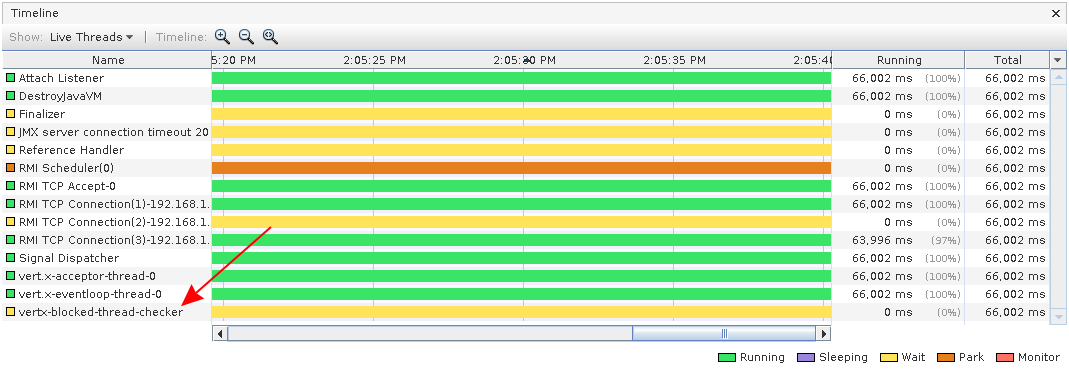 Timeline
Show: Live Threads Timeline:
Name 5:20 PM 2:05:25 PM 2:05:30 PM 2:05:35 PM 2:05:40 Running Total
Attach Listener 66,002 ms (100%) 66,002 ms
DestroyJavaVM 66,002 ms (100%) 66,002 ms
Finalizer 0 ms (0%) 66,002 ms
JMX server connection timeout 20 0 ms (0%) 66,002 ms
Reference Handler 0 ms (0%) 66,002 ms
RMI Scheduler(0) 0 ms (0%) 66,002 ms
RMI TCP Accept-0 66,002 ms (100%) 66,002 ms
RMI TCP Connection(1)-192.168.1. 66,002 ms (100%) 66,002 ms
RMI TCP Connection(2)-192.168.1. 0 ms (0%) 66,002 ms
RMI TCP Connection(3)-192.168.1. 63,996 ms (97%) 66,002 ms
Signal Dispatcher 66,002 ms (100%) 66,002 ms
vert.x-acceptor-thread-0 66,002 ms (100%) 66,002 ms
vert.x-eventloop-thread-0 66,002 ms (100%) 66,002 ms
vertx-blocked-thread-checker 0 ms (0%) 66,002 ms
Running Sleeping Wait Park Monitor